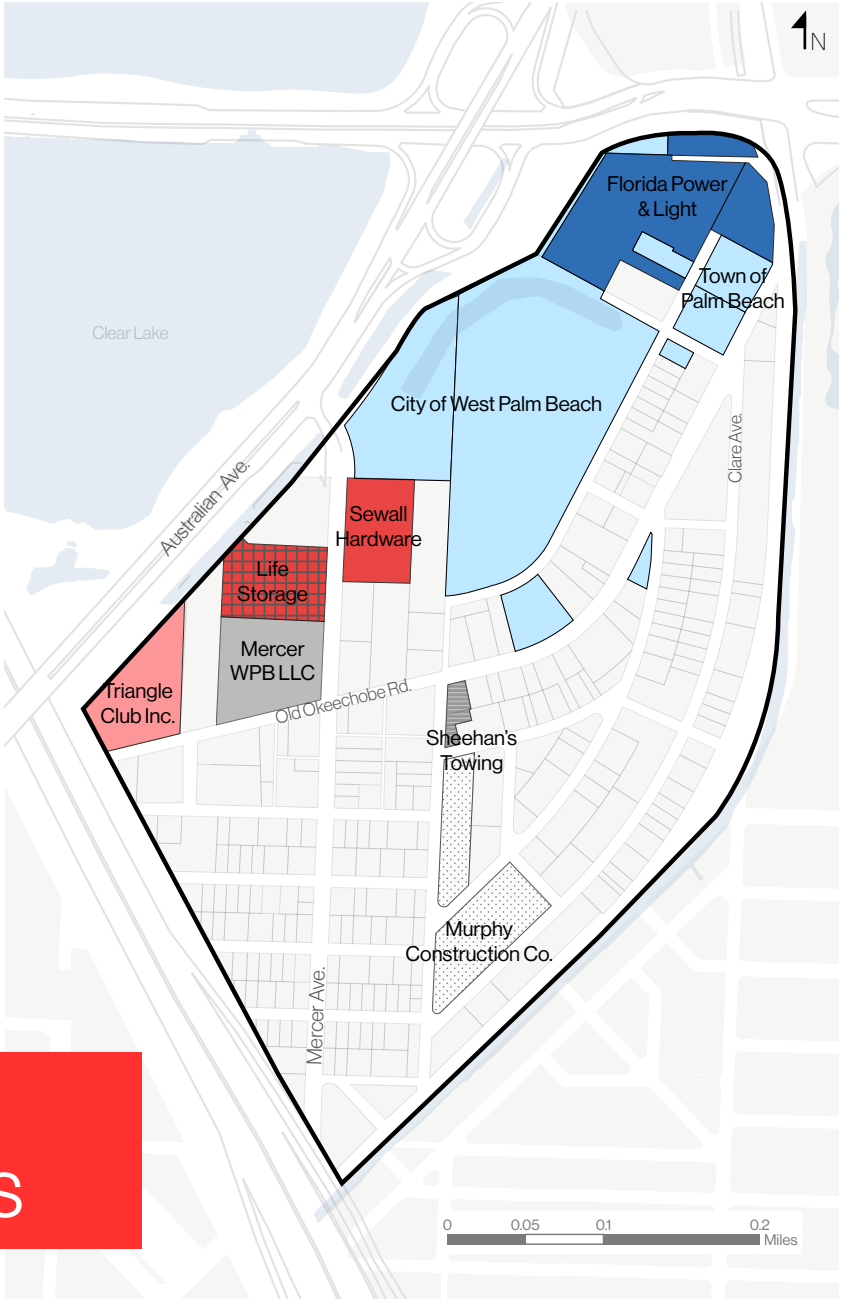 N
Florida Power
& Light
Town of
Palm Beach
Clear Lake
City of West Palm Beach
Clare Ave.
Australian Ave.
Sewall
Hardware
Life
Storage
Mercer
WPB LLC
Triangle
Club Inc.
Old Okeechobe Rd.
Sheehan's
Towing
Murphy
Construction Co.
Mercer Ave.
S
0 0.05 0.1 0.2
Miles